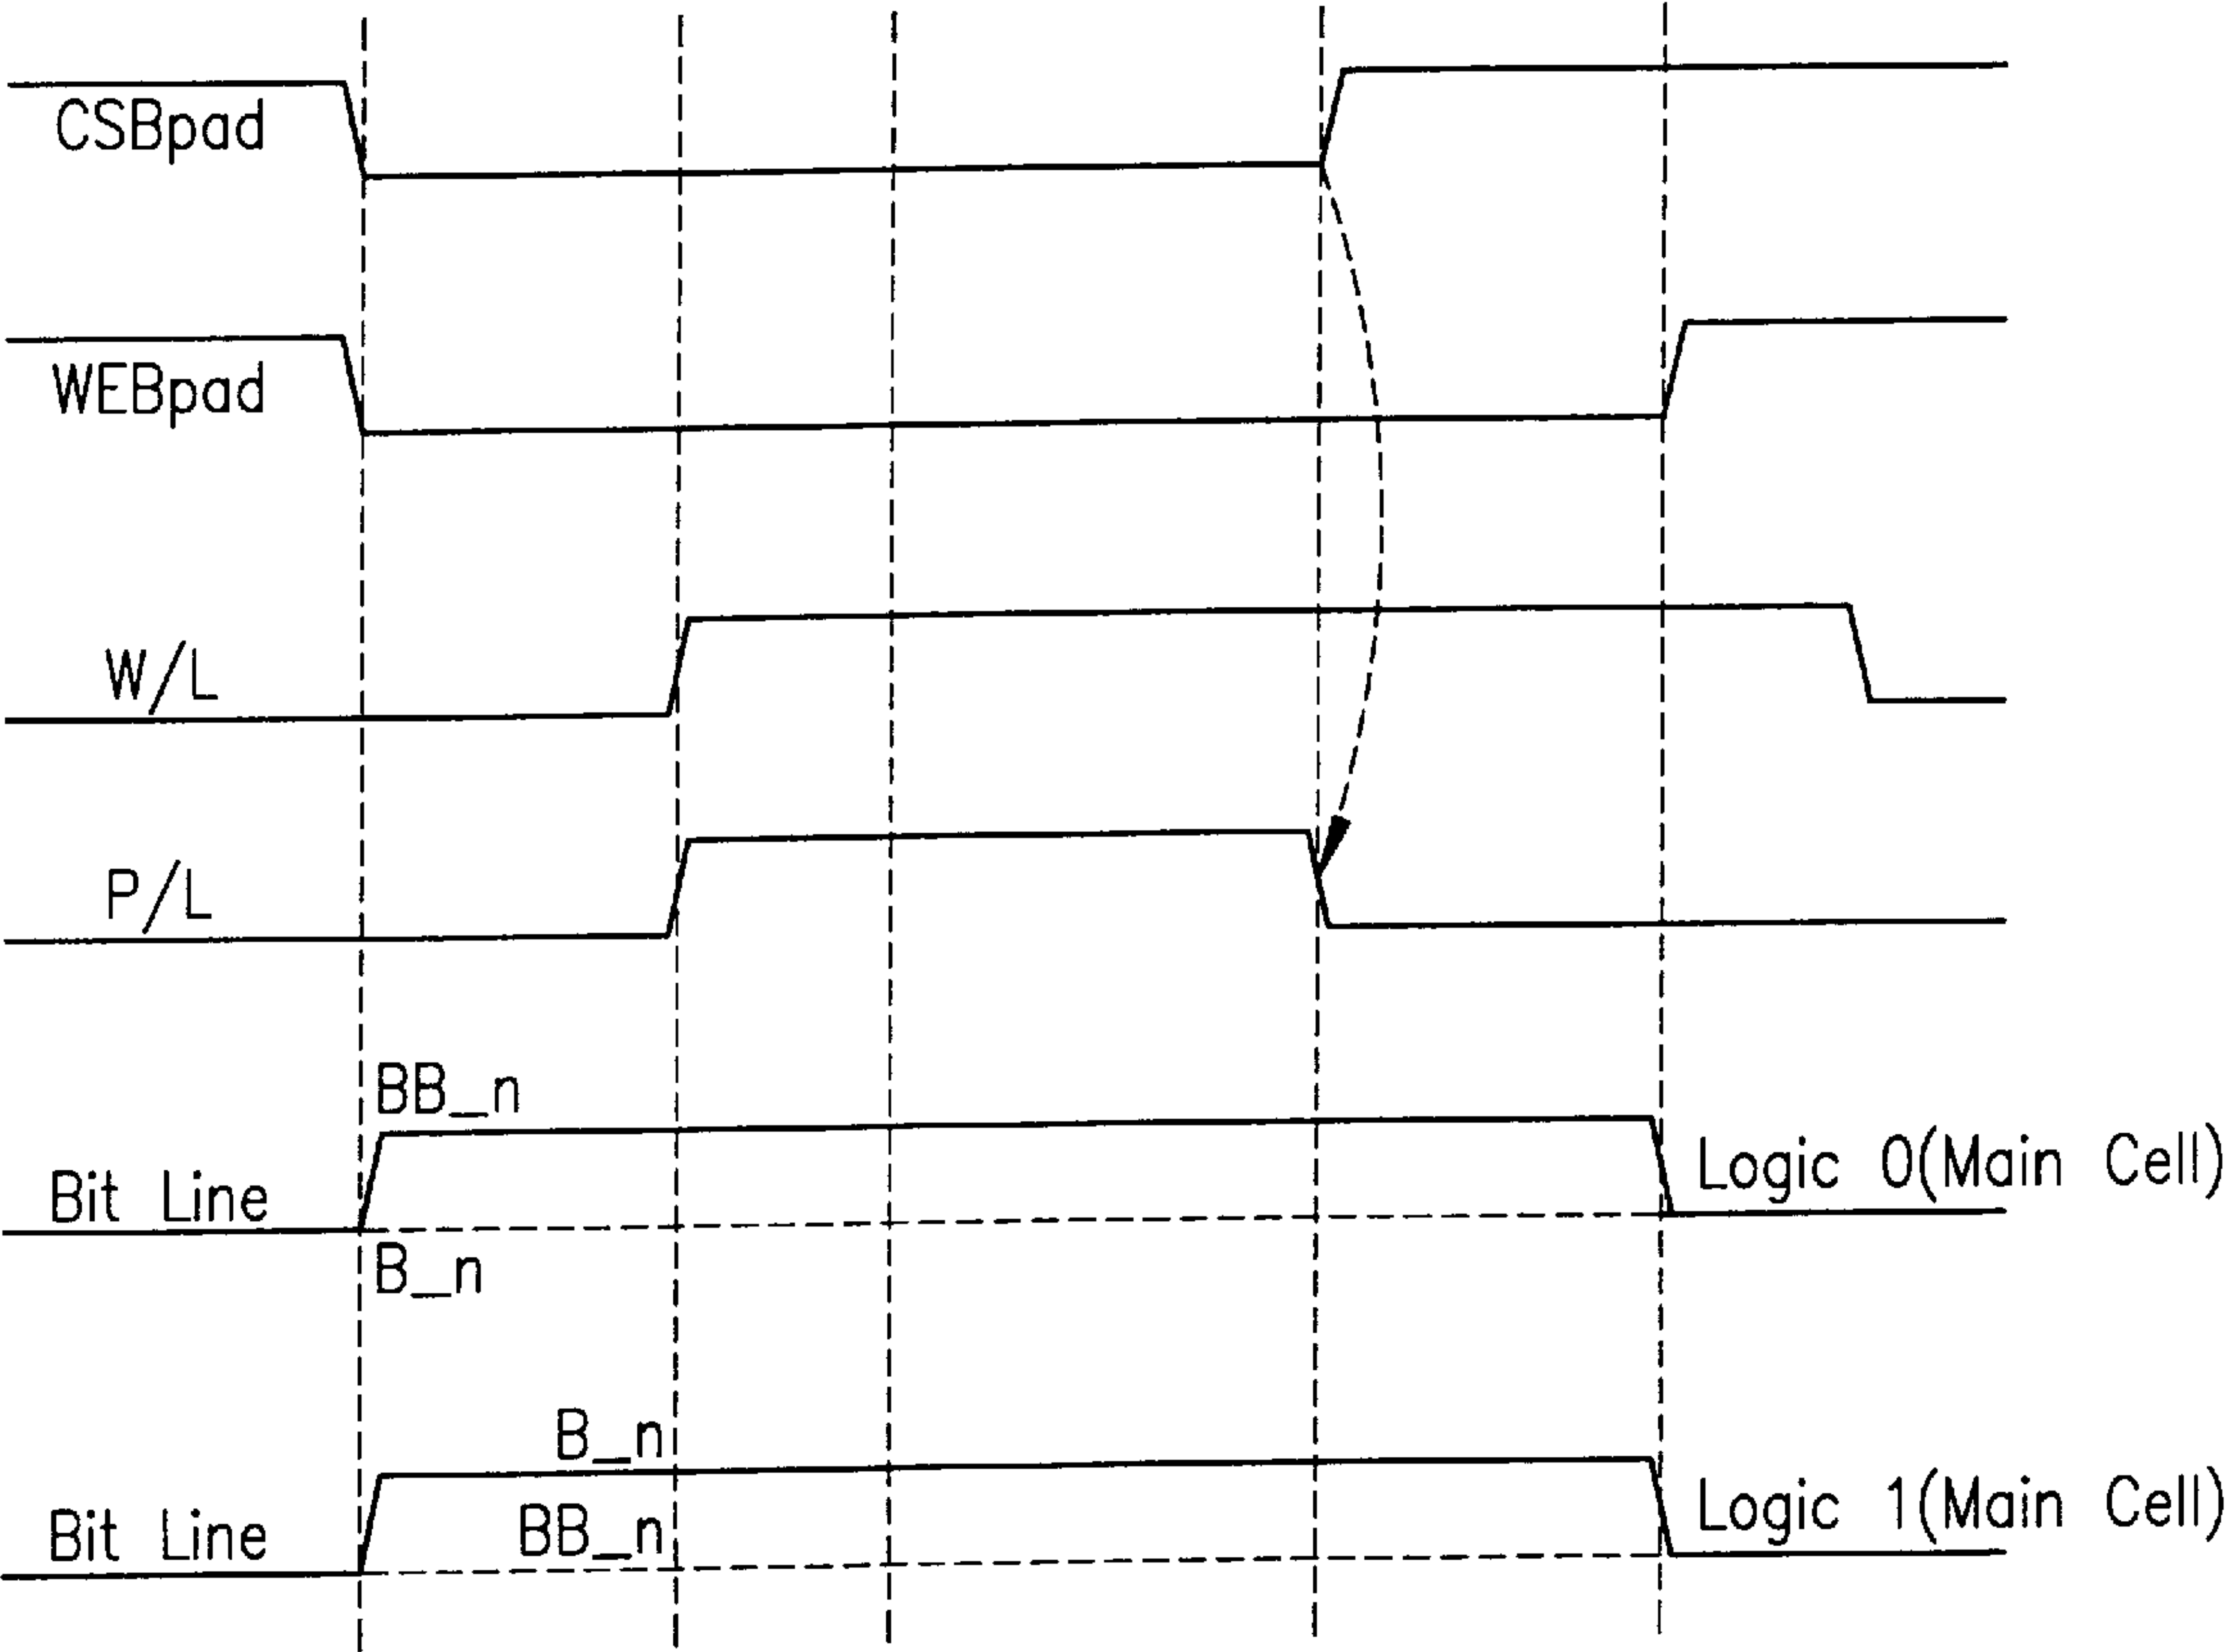 CSBpad
WEBpad
W/L
P/L
BB_n
Bit Line
Logic 0(Main Cell)
B_n
B_n
Bit Line
BB_n
Logic 1(Main Cell)